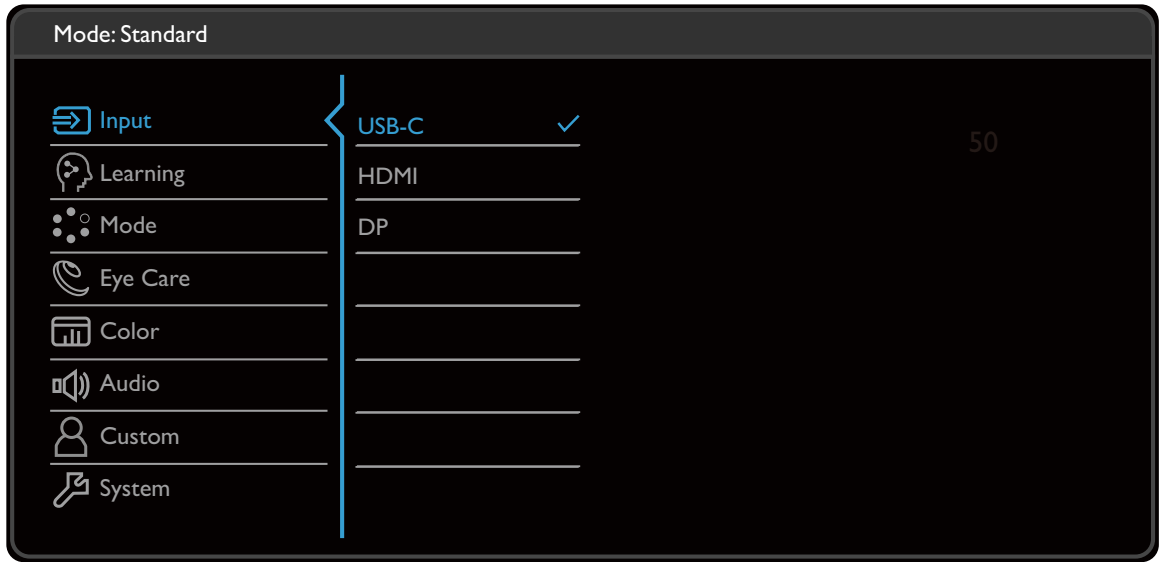 Mode: Standard
Input
USB-C
50
Learning
HDMI
Mode
DP
Eye Care
Color
Audio
Custom
System